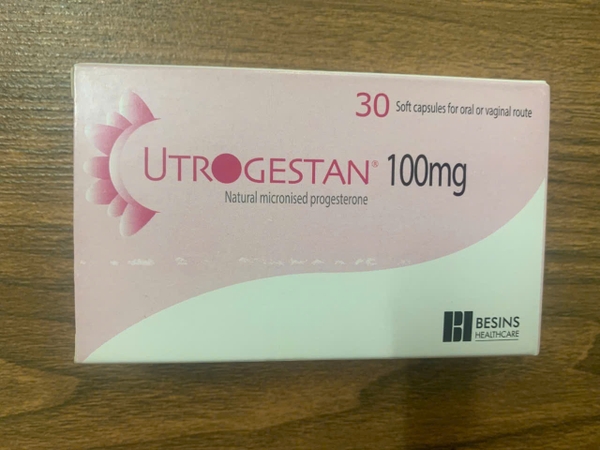 30 Soft capsules for oral or vaginal route
UTROGESTAN® 100mg
Natural micronised progesterone
BESINS
HEALTHCARE